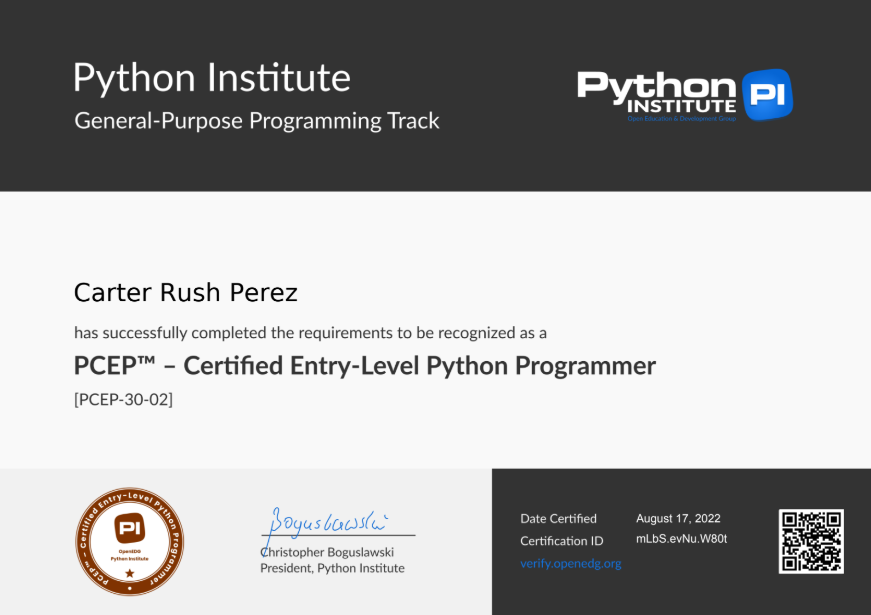 Python Institute
General-Purpose Programming Track
Python
INSTITUTE
Open Education & Development Group
PI
Carter Rush Perez
has successfully completed the requirements to be recognized as a
PCEP™ – Certified Entry-Level Python Programmer
[PCEP-30-02]
PCEP™ – Certified Entry-Level Python Programmer
PI
OpenEDG
Python Institute
Boguslawski
Christopher Boguslawski
President, Python Institute
Date Certified August 17, 2022
Certification ID mLbS.evNu.W80t
verify.openedg.org